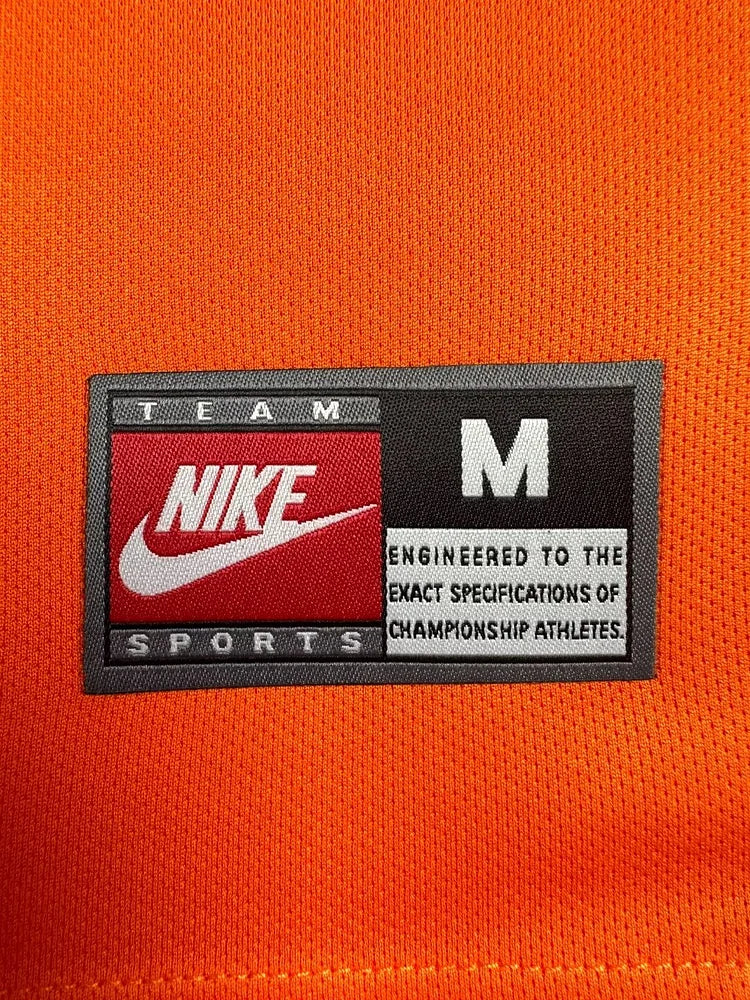 TEAM
NIKE
SPORTS
M
ENGINEERED TO THE
EXACT SPECIFICATIONS OF
CHAMPIONSHIP ATHLETES.